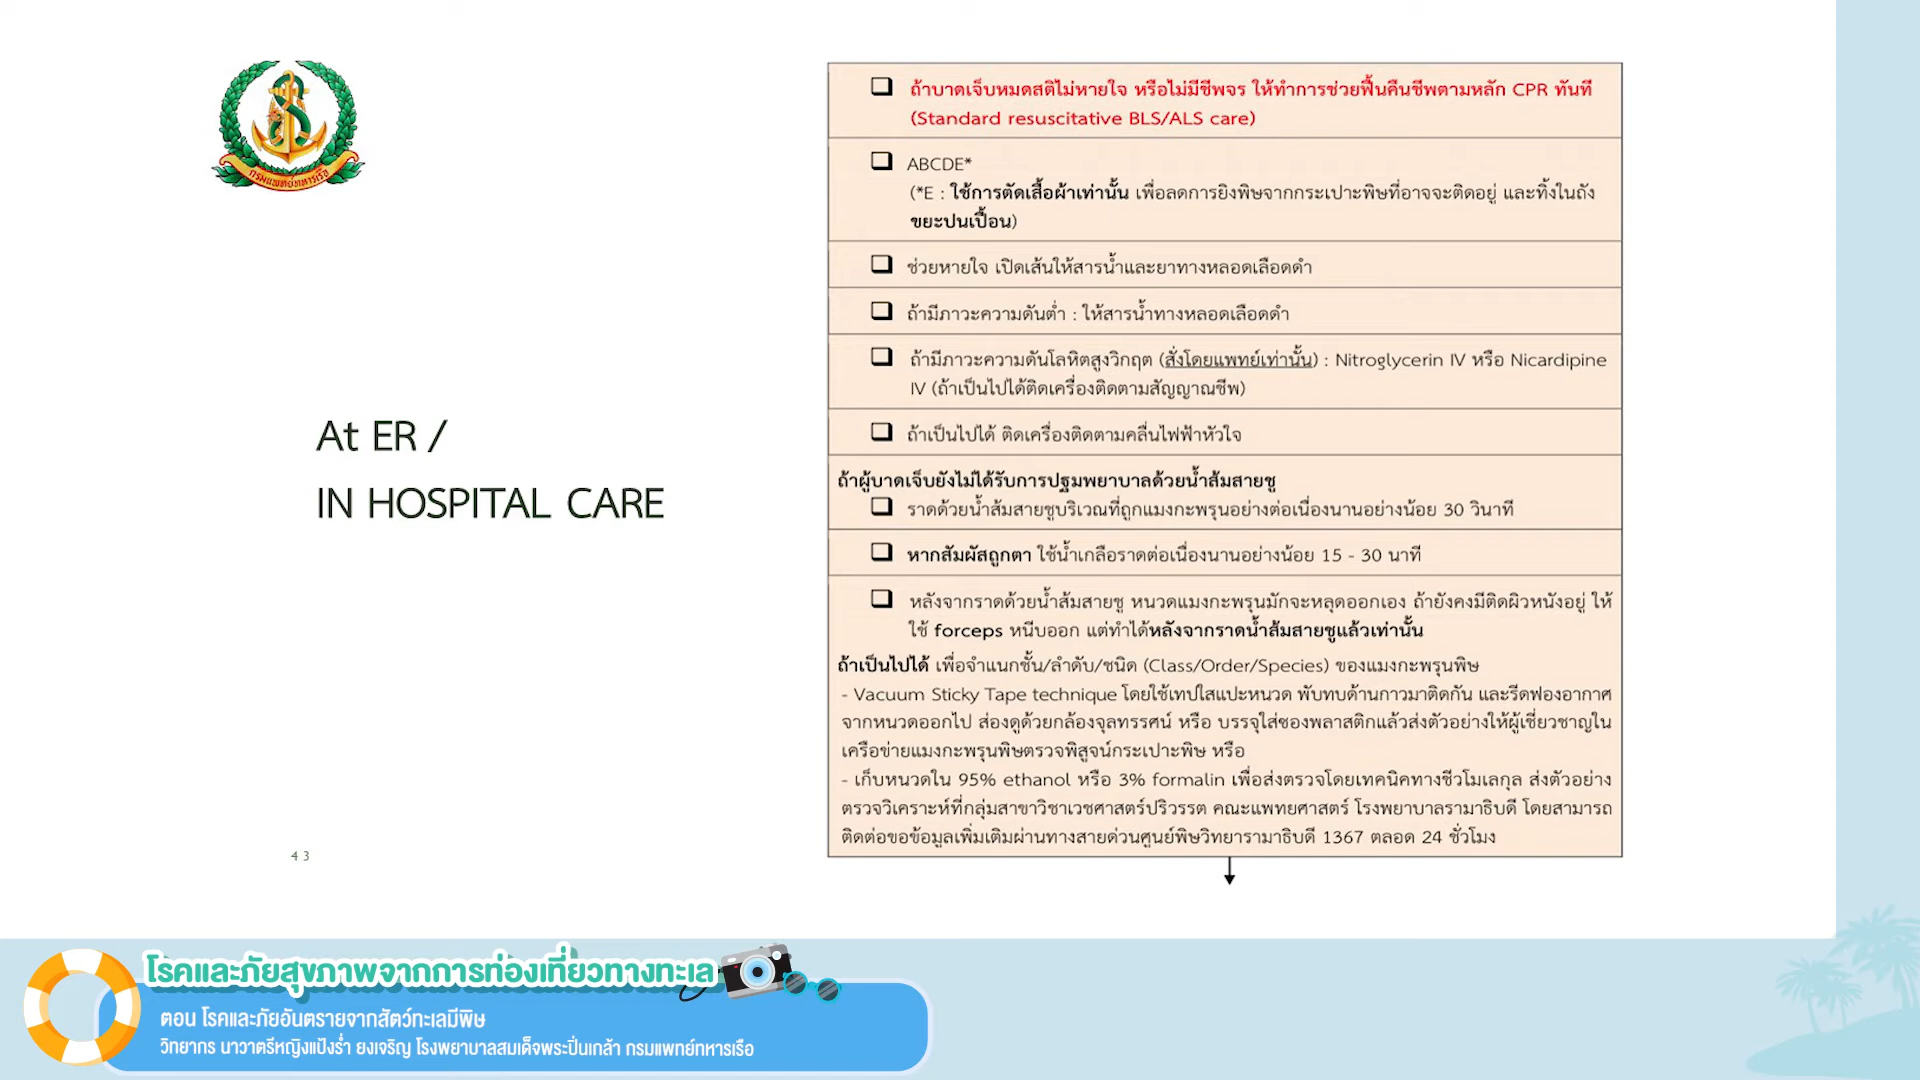 กรมแพทย์ทหารเรือ
At ER /
IN HOSPITAL CARE
43
ถ้าบาดเจ็บหมดสติไม่หายใจ หรือไม่มีชีพจร ให้ทำการช่วยฟื้นคืนชีพตามหลัก CPR ทันที
(Standard resuscitative BLS/ALS care)
ABCDE*
(*E : ใช้การตัดเสื้อผ้าเท่านั้น เพื่อลดการยิงพิษจากกระเปาะพิษที่อาจจะติดอยู่ และทิ้งในถัง
ขยะปนเปื้อน)
ช่วยหายใจ เปิดเส้นให้สารน้ำและยาทางหลอดเลือดดำ
ถ้ามีภาวะความดันต่ำ : ให้สารน้ำทางหลอดเลือดดำ
ถ้ามีภาวะความดันโลหิตสูงวิกฤต (สั่งโดยแพทย์เท่านั้น) : Nitroglycerin IV หรือ Nicardipine
IV (ถ้าเป็นไปได้ติดเครื่องติดตามสัญญาณชีพ)
ถ้าเป็นไปได้ ติดเครื่องติดตามคลื่นไฟฟ้าหัวใจ
ถ้าผู้บาดเจ็บยังไม่ได้รับการปฐมพยาบาลด้วยน้ำส้มสายชู
ราดด้วยน้ำส้มสายชูบริเวณที่ถูกแมงกะพรุนอย่างต่อเนื่องนานอย่างน้อย 30 วินาที
หากสัมผัสถูกตา ใช้น้ำเกลือราดต่อเนื่องนานอย่างน้อย 15 - 30 นาที
หลังจากราดด้วยน้ำส้มสายชู หนวดแมงกะพรุนมักจะหลุดออกเอง ถ้ายังคงมีติดผิวหนังอยู่ ให้
ใช้ forceps หนีบออก แต่ทำได้หลังจากราดน้ำส้มสายชูแล้วเท่านั้น
ถ้าเป็นไปได้ เพื่อจำแนกชั้น/ลำดับ/ชนิด (Class/Order/Species) ของแมงกะพรุนพิษ
- Vacuum Sticky Tape technique โดยใช้เทปใสแปะหนวด พับทบด้านกาวมาติดกัน และรีดฟองอากาศ
จากหนวดออกไป ส่องดูด้วยกล้องจุลทรรศน์ หรือ บรรจุใส่ซองพลาสติกแล้วส่งตัวอย่างให้ผู้เชี่ยวชาญใน
เครือข่ายแมงกะพรุนพิษตรวจพิสูจน์กระเปาะพิษ หรือ
- เก็บหนวดใน 95% ethanol หรือ 3% formalin เพื่อส่งตรวจโดยเทคนิคทางชีวโมเลกุล ส่งตัวอย่าง
ตรวจวิเคราะห์ที่กลุ่มสาขาวิชาเวชศาสตร์ปริวรรต คณะแพทยศาสตร์ โรงพยาบาลรามาธิบดี โดยสามารถ
ติดต่อขอข้อมูลเพิ่มเติมผ่านทางสายด่วนศูนย์พิษวิทยารามาธิบดี 1367 ตลอด 24 ชั่วโมง
โรคและภัยสุขภาพจากการท่องเที่ยวทางทะเล
ตอน โรคและภัยอันตรายจากสัตว์ทะเลมีพิษ
วิทยากร นาวาตรีหญิงแป้งร่ำ ยงเจริญ โรงพยาบาลสมเด็จพระปิ่นเกล้า กรมแพทย์ทหารเรือ